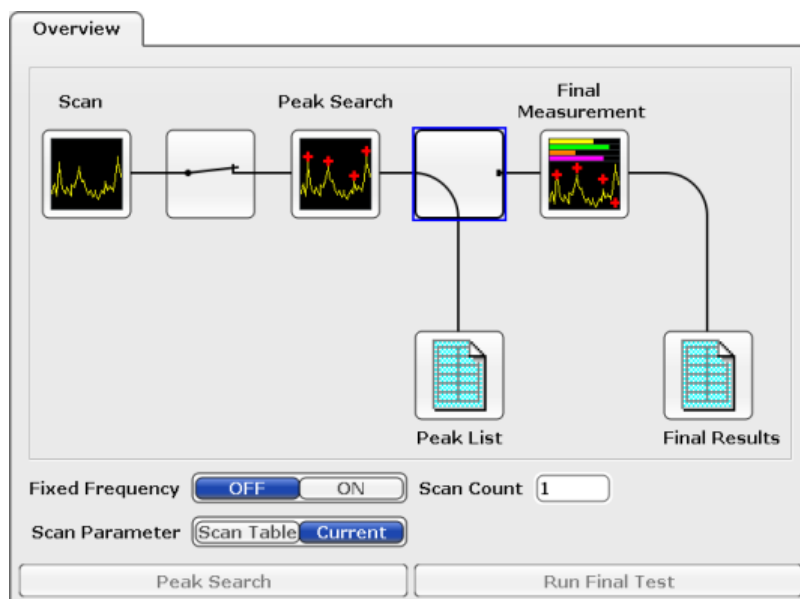 Overview
Scan
Peak Search
Final
Measurement
Peak List
Final Results
Fixed Frequency OFF ON Scan Count 1
Scan Parameter Scan Table Current
Peak Search Run Final Test